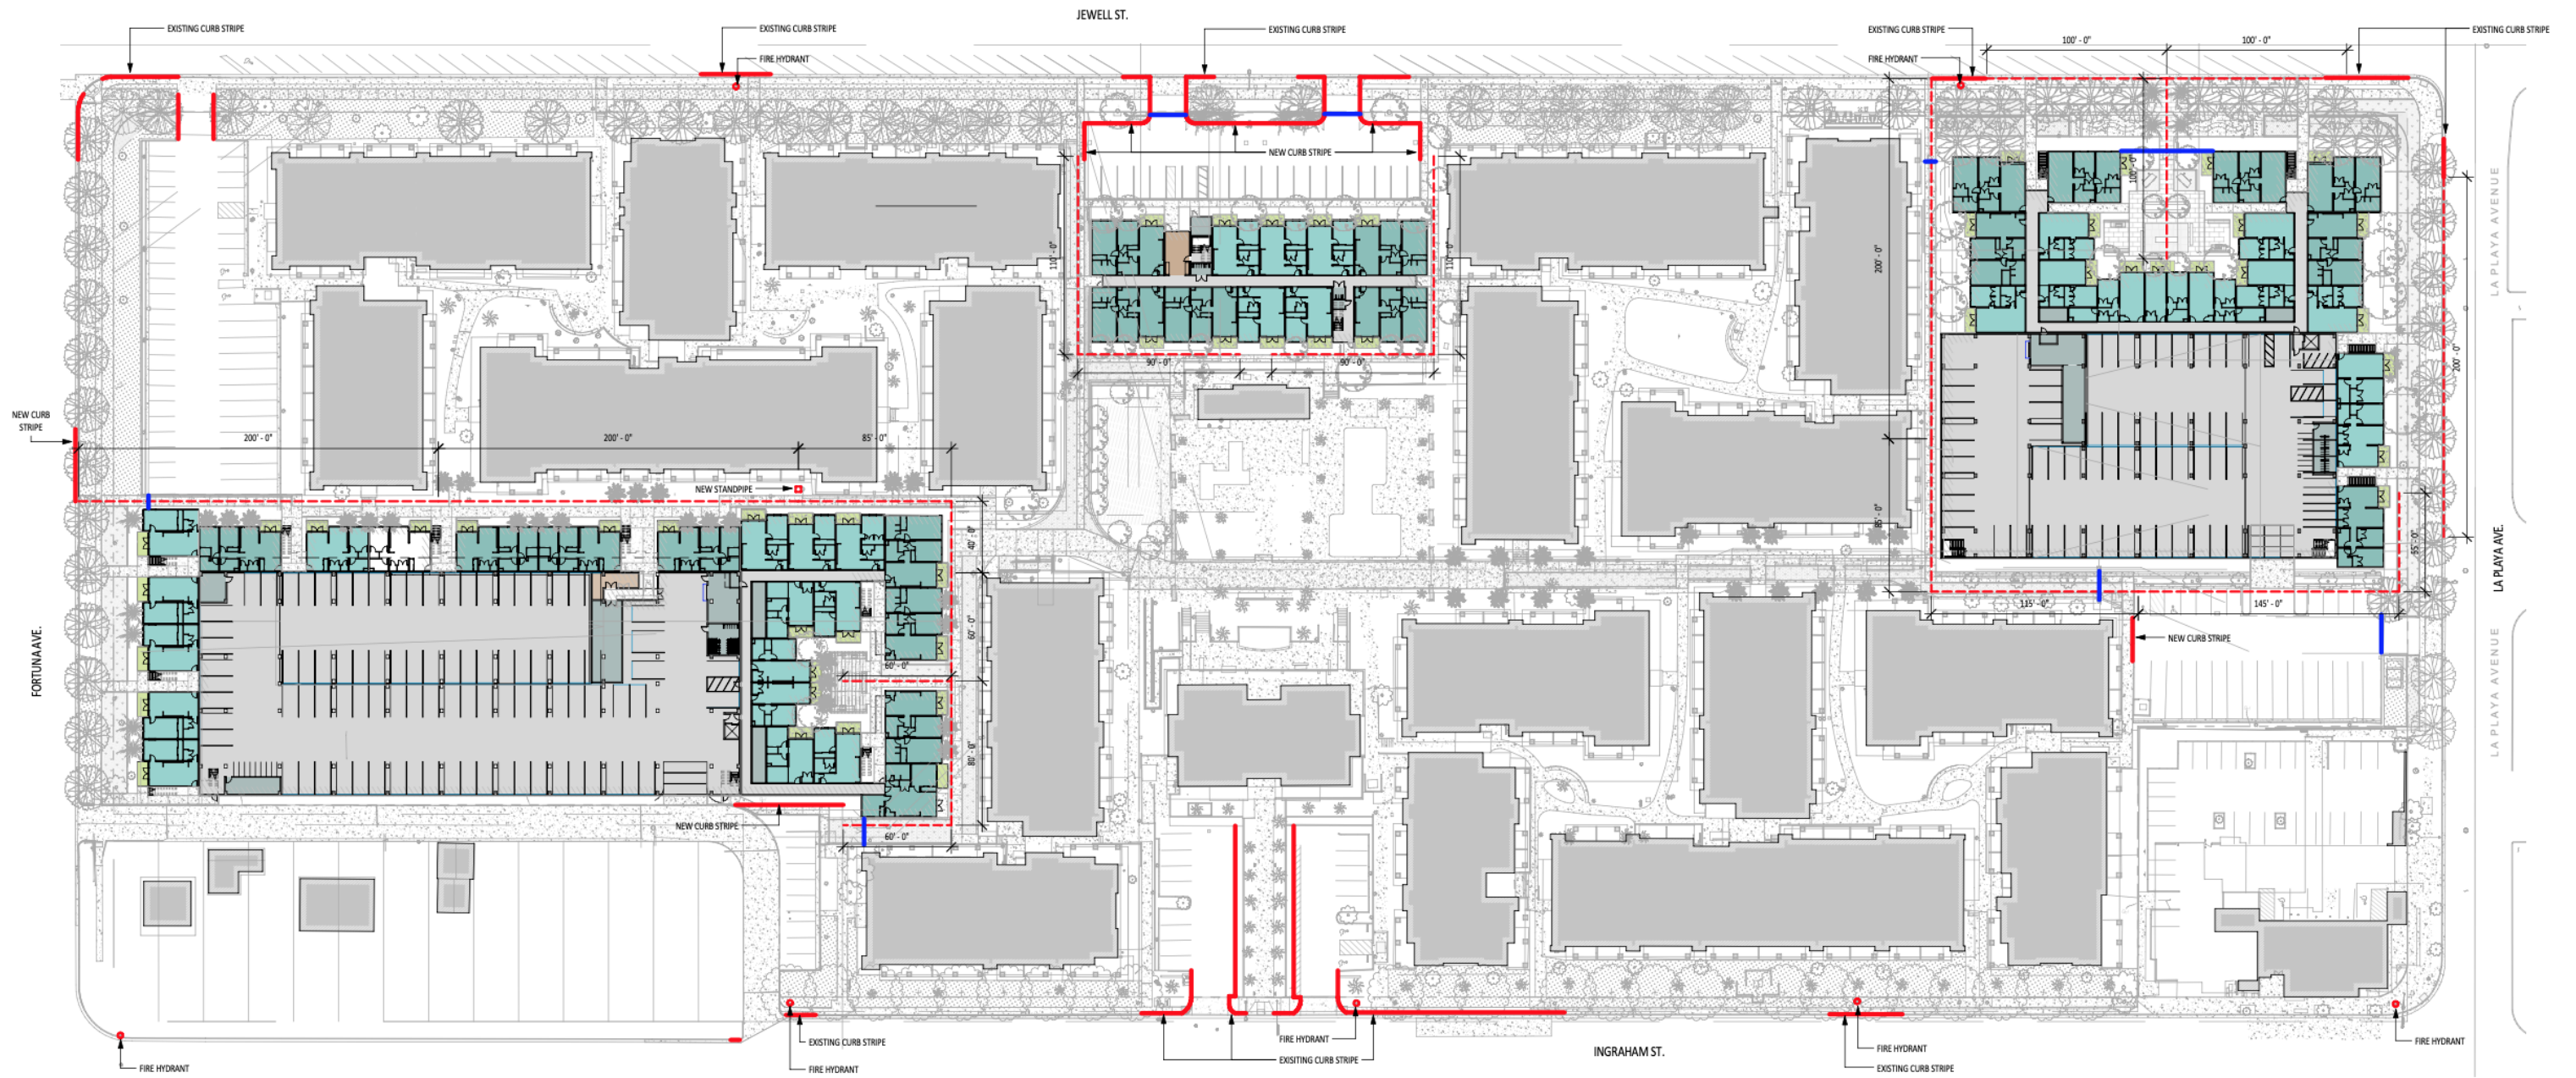 JEWELL ST.
EXISTING CURB STRIPE
EXISTING CURB STRIPE
EXISTING CURB STRIPE
EXISTING CURB STRIPE
EXISTING CURB STRIPE
100' - 0"
100' - 0"
FIRE HYDRANT
FIRE HYDRANT
NEW CURB STRIPE
100' - 0"
LA PLAYA AVENUE
110' - 0"
110' - 0"
200' - 0"
200' - 0"
90' - 0"
90' - 0"
NEW CURB
STRIPE
200' - 0"
200' - 0"
85' - 0"
NEW STANDPIPE
40' - 0"
85' - 0"
55' - 0"
LA PLAYA AVE.
115' - 0"
145' - 0"
60' - 0"
NEW CURB STRIPE
FORTUNA AVE.
60' - 0"
LA PLAYA AVENUE
80' - 0"
NEW CURB STRIPE
60' - 0"
EXISTING CURB STRIPE
FIRE HYDRANT
FIRE HYDRANT
FIRE HYDRANT
EXISITING CURB STRIPE
INGRAHAM ST.
FIRE HYDRANT
EXISTING CURB STRIPE
FIRE HYDRANT